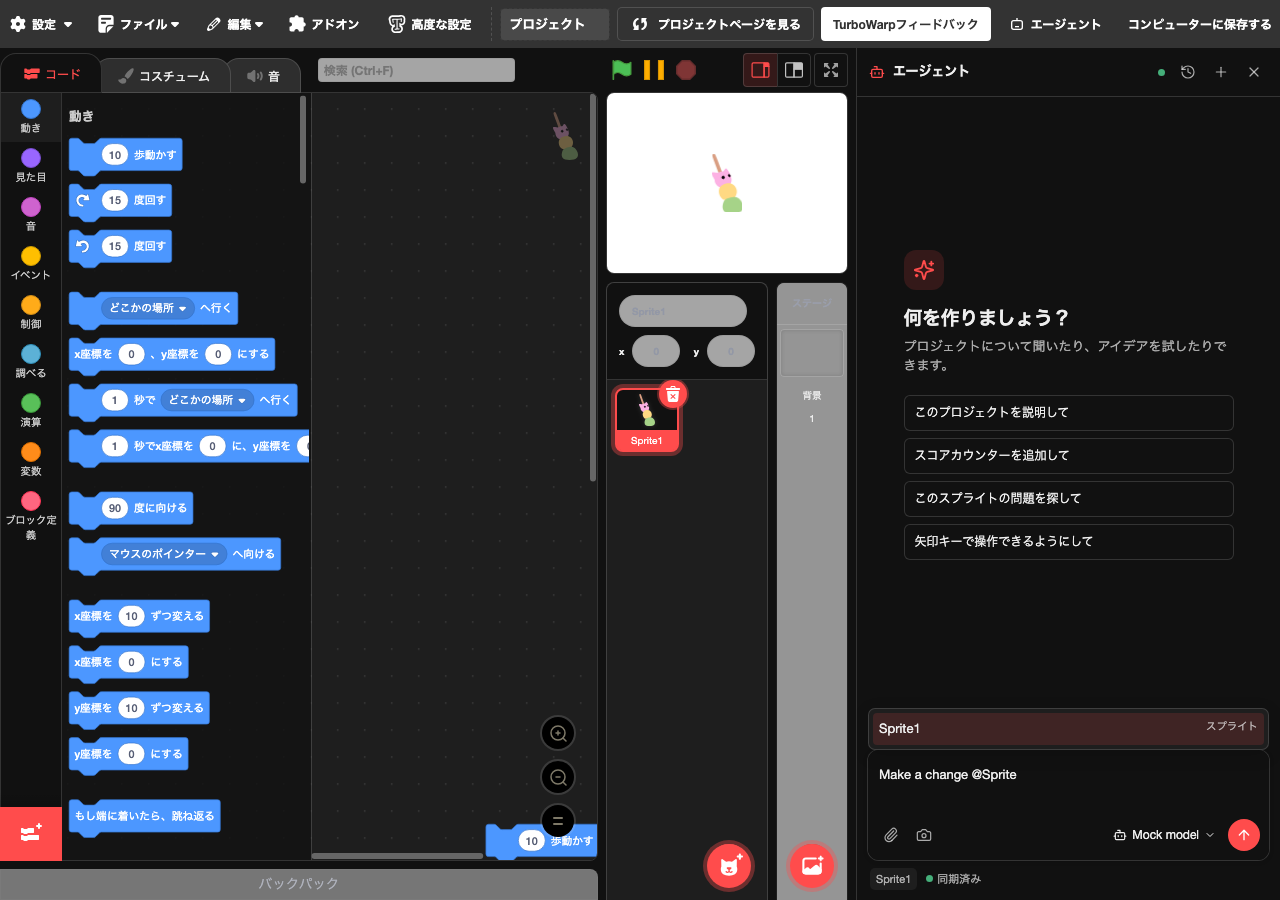 設定
ファイル
編集
アドオン
高度な設定
プロジェクト
プロジェクトページを見る
TurboWarpフィードバック
エージェント
コンピューターに保存する
コード
コスチューム
音
検索 (Ctrl+F)
エージェント
動き
見た目
音
イベント
制御
調べる
演算
変数
ブロック定
義
動き
10 歩動かす
15 度回す
15 度回す
どこかの場所 へ行く
x座標を 0 、y座標を 0 にする
1 秒で どこかの場所 へ行く
1 秒でx座標を 0 に、y座標を
90 度に向ける
マウスのポインター へ向ける
x座標を 10 ずつ変える
x座標を 0 にする
y座標を 10 ずつ変える
y座標を 0 にする
もし端に着いたら、跳ね返る
10 歩動かす
バックパック
Sprite1
x 0 y 0
Sprite1
ステージ
背景
1
何を作りましょう？
プロジェクトについて聞いたり、アイデアを試したりで
きます。
このプロジェクトを説明して
スコアカウンターを追加して
このスプライトの問題を探して
矢印キーで操作できるようにして
Sprite1 スプライト
Make a change @Sprite
Mock model
Sprite1 同期済み